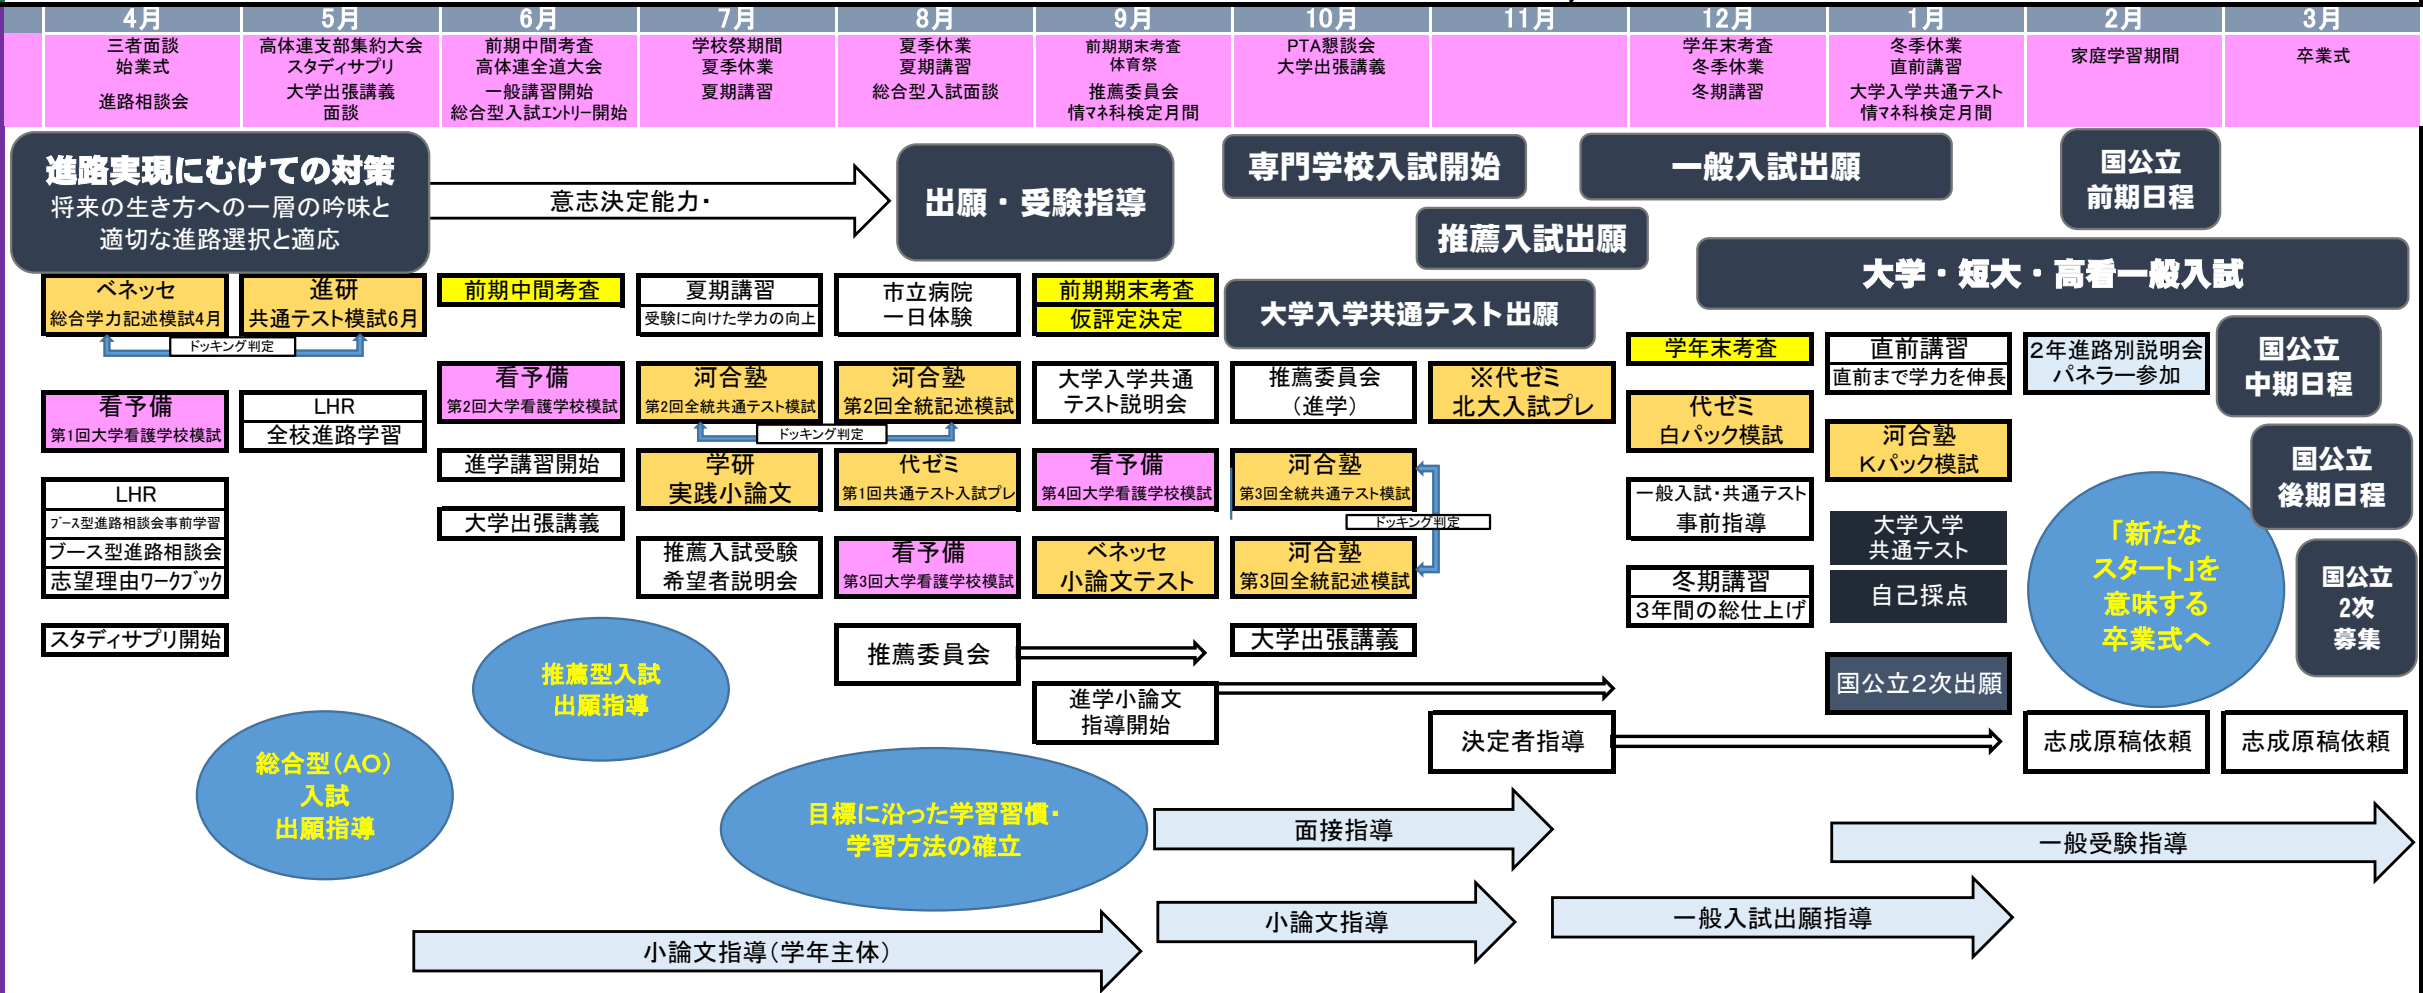 4月
5月
6月
7月
8月
9月
10月
11月
12月
1月
2月
3月
三者面談
始業式
進路相談会
高体連支部集約大会
スタディサプリ
大学出張講義
面談
前期中間考査
高体連全道大会
一般講習開始
総合型入試エントリー開始
学校祭期間
夏季休業
夏期講習
夏季休業
夏期講習
総合型入試面談
前期期末考査
体育祭
推薦委員会
情マネ科検定月間
PTA懇談会
大学出張講義
学年末考査
冬季休業
冬期講習
冬季休業
直前講習
大学入学共通テスト
情マネ科検定月間
家庭学習期間
卒業式
進路実現にむけての対策
将来の生き方への一層の吟味と
適切な進路選択と適応
意志決定能力・
出願・受験指導
専門学校入試開始
推薦入試出願
大学入学共通テスト出願
一般入試出願
国公立
前期日程
大学・短大・高看一般入試
国公立
中期日程
国公立
後期日程
国公立
2次
募集
ベネッセ
総合学力記述模試4月
進研
共通テスト模試6月
ドッキング判定
看予備
第1回大学看護学校模試
LHR
全校進路学習
LHR
ブース型進路相談会事前学習
ブース型進路相談会
志望理由ワークブック
スタディサプリ開始
前期中間考査
看予備
第2回大学看護学校模試
進学講習開始
大学出張講義
夏期講習
受験に向けた学力の向上
河合塾
第2回全統共通テスト模試
ドッキング判定
学研
実践小論文
推薦入試受験
希望者説明会
市立病院
一日体験
河合塾
第2回全統記述模試
代ゼミ
第1回共通テスト入試プレ
看予備
第3回大学看護学校模試
推薦委員会
前期期末考査
仮評定決定
大学入学共通
テスト説明会
看予備
第4回大学看護学校模試
ベネッセ
小論文テスト
進学小論文
指導開始
推薦委員会
(進学)
河合塾
第3回全統共通テスト模試
ドッキング判定
河合塾
第3回全統記述模試
大学出張講義
※代ゼミ
北大入試プレ
決定者指導
学年末考査
代ゼミ
白パック模試
一般入試・共通テスト
事前指導
冬期講習
3年間の総仕上げ
直前講習
直前まで学力を伸長
河合塾
Kパック模試
大学入学
共通テスト
自己採点
国公立2次出願
2年進路別説明会
パネラー参加
「新たな
スタート」を
意味する
卒業式へ
志成原稿依頼
志成原稿依頼
推薦型入試
出願指導
総合型(AO)
入試
出願指導
目標に沿った学習習慣・
学習方法の確立
面接指導
一般受験指導
小論文指導
一般入試出願指導
小論文指導(学年主体)